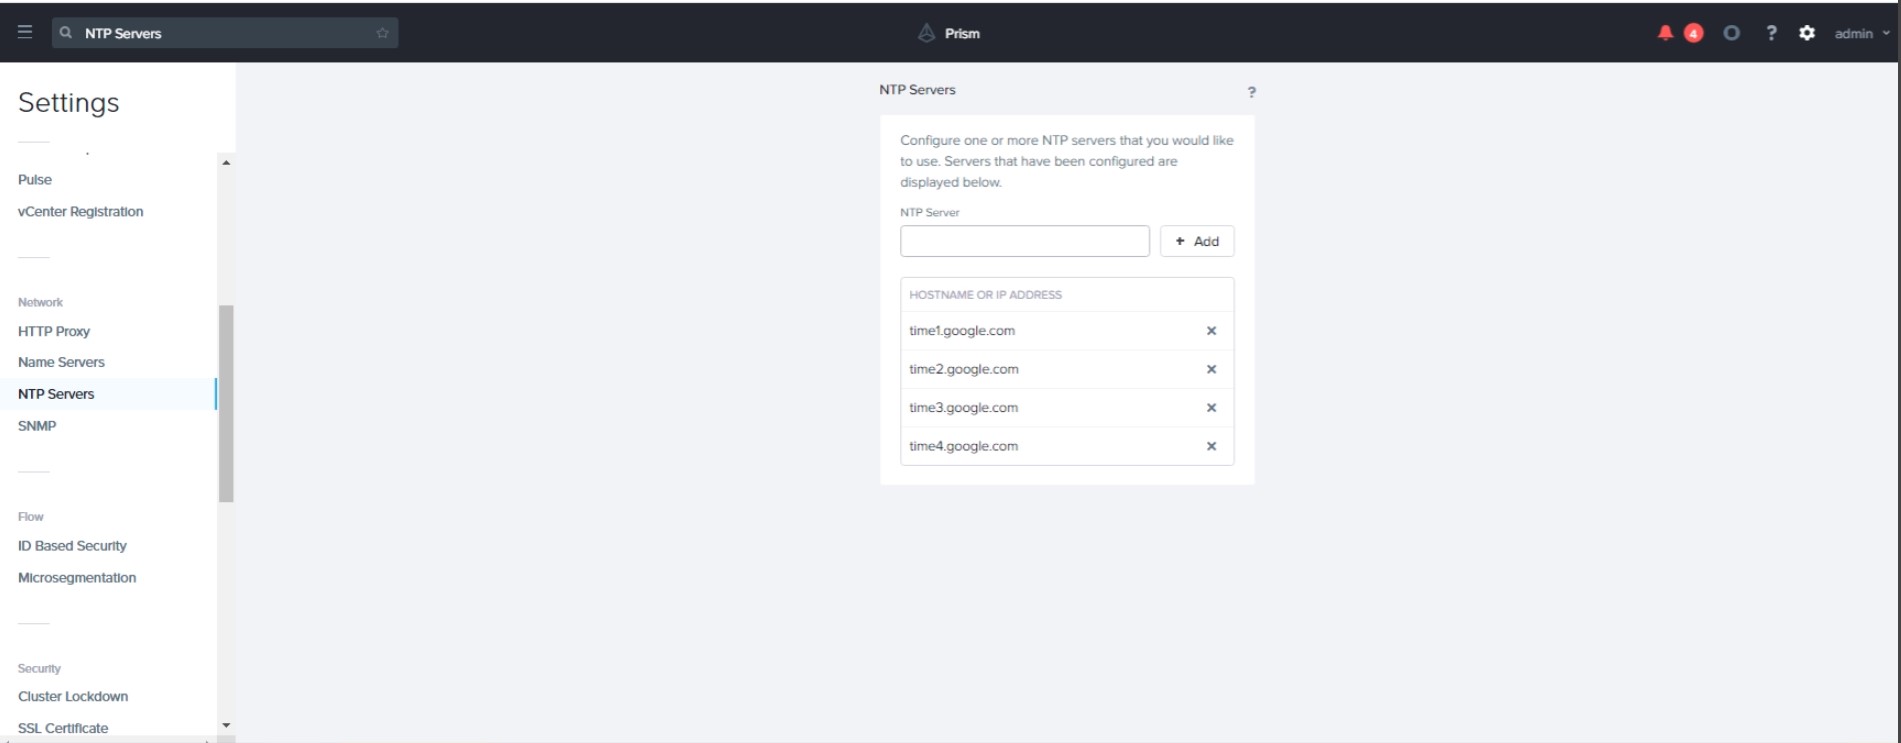 NTP Servers
Prism
4
?
admin
Settings
Pulse
vCenter Registration
Network
HTTP Proxy
Name Servers
NTP Servers
SNMP
Flow
ID Based Security
Microsegmentation
Security
Cluster Lockdown
SSL Certificate
NTP Servers
?
Configure one or more NTP servers that you would like
to use. Servers that have been configured are
displayed below.
NTP Server
+ Add
HOSTNAME OR IP ADDRESS
time1.google.com ×
time2.google.com ×
time3.google.com ×
time4.google.com ×